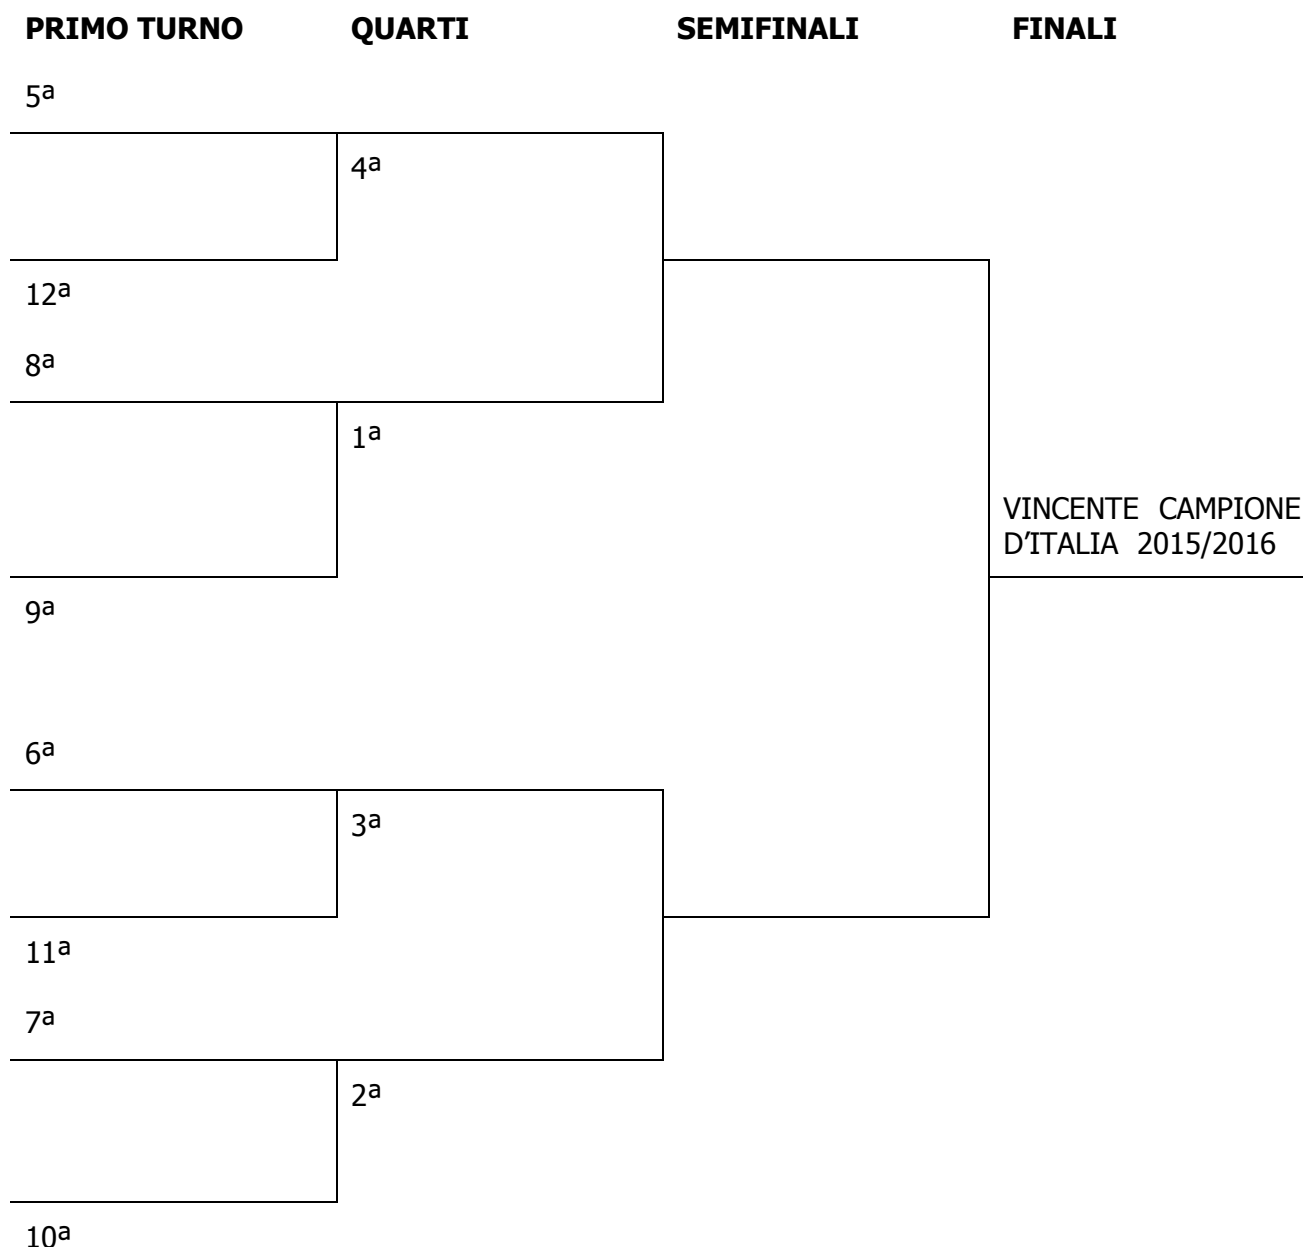 PRIMO TURNO QUARTI SEMIFINALI FINALI
5ª
4ª
12ª
8ª
1ª
VINCENTE CAMPIONE
D'ITALIA 2015/2016
9ª
6ª
3ª
11ª
7ª
2ª
10ª